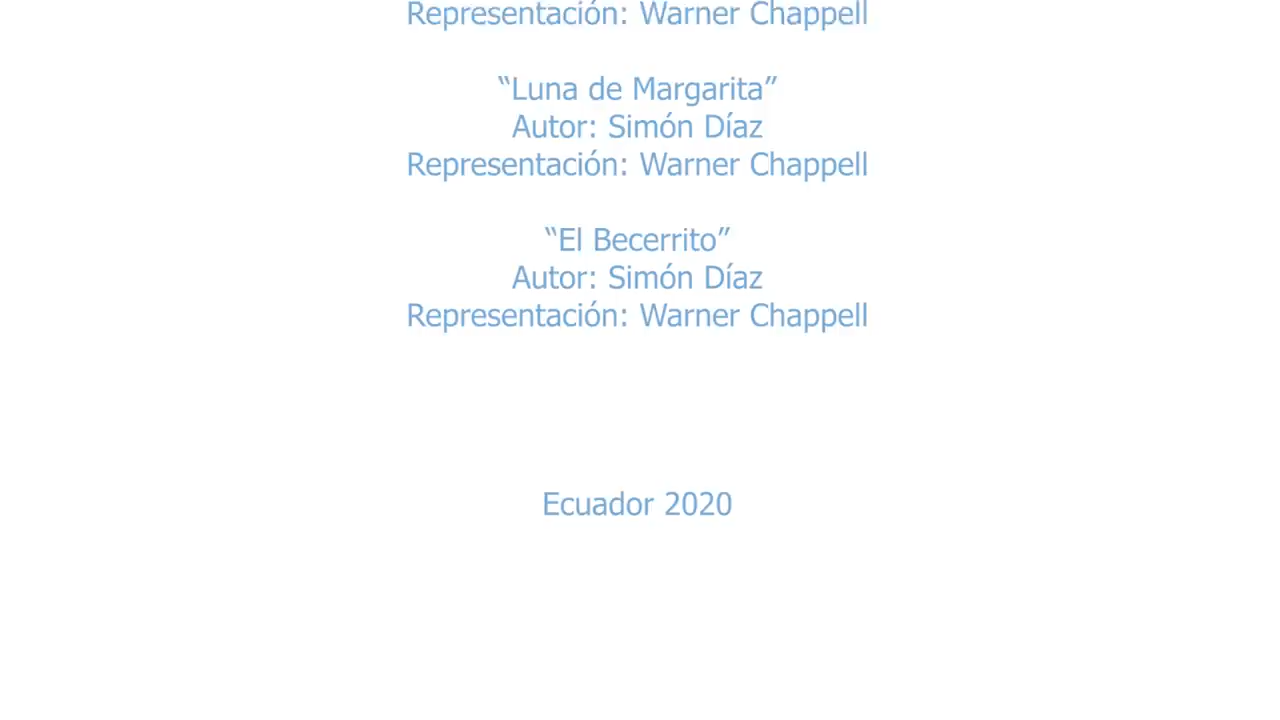 Representación: Warner Chappell
“Luna de Margarita”
Autor: Simón Díaz
Representación: Warner Chappell
“El Becerrito”
Autor: Simón Díaz
Representación: Warner Chappell
Ecuador 2020